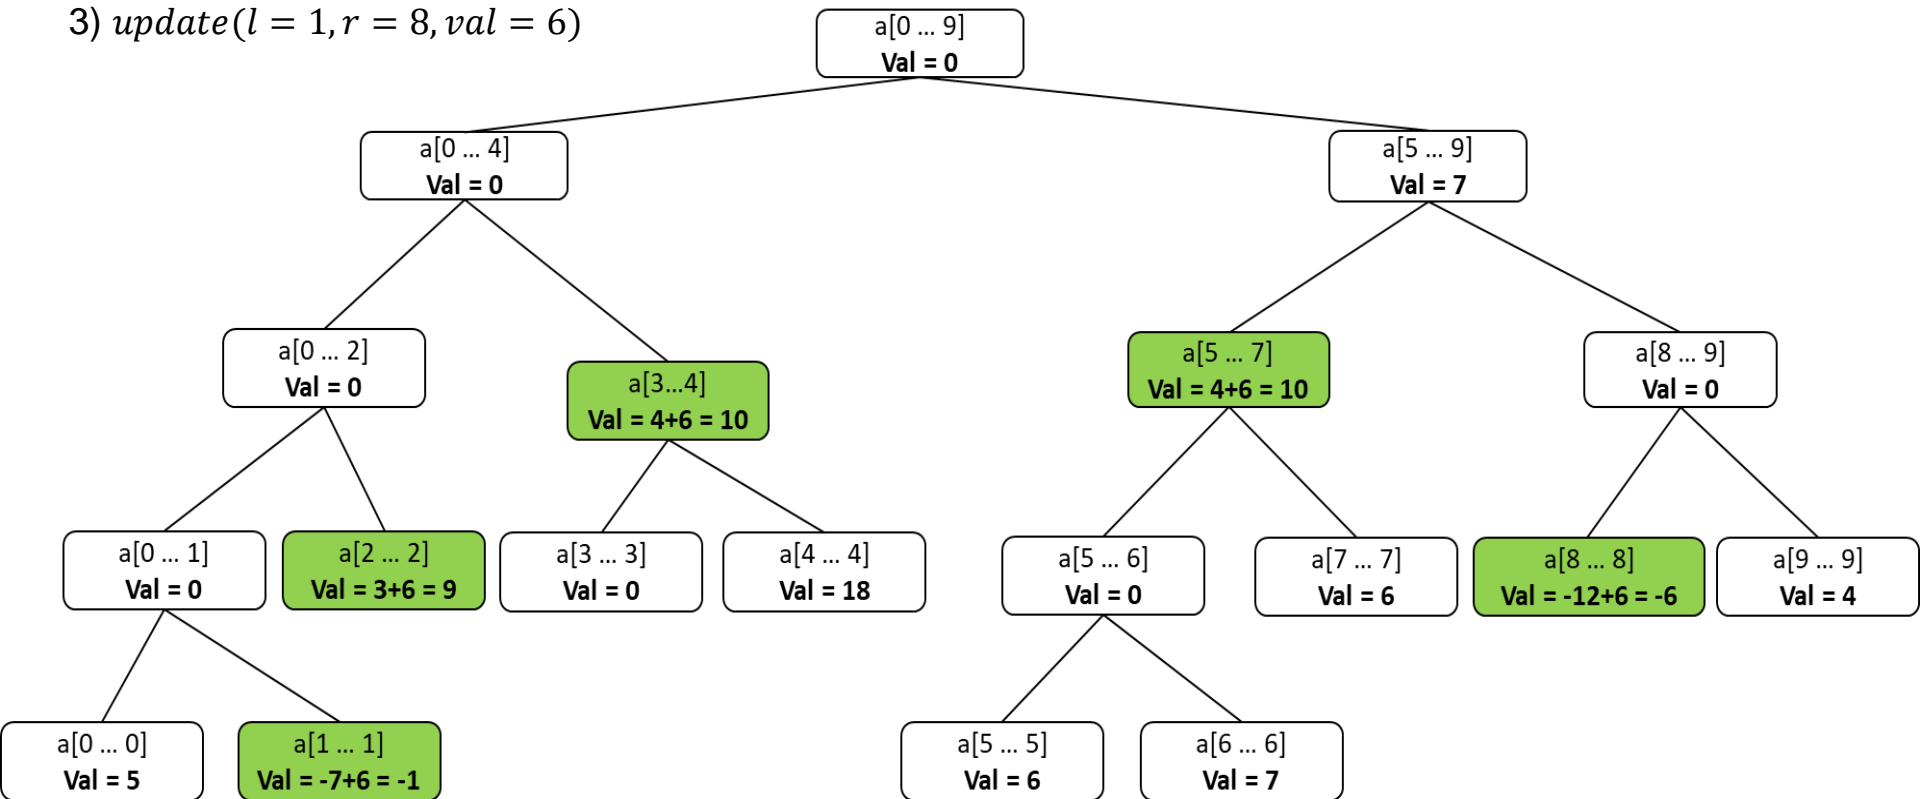 3) update(l = 1, r = 8, val = 6)
a[0 ... 9]
Val = 0
a[0 ... 4]
Val = 0
a[5 ... 9]
Val = 7
a[0 ... 2]
Val = 0
a[3...4]
Val = 4+6 = 10
a[5 ... 7]
Val = 4+6 = 10
a[8 ... 9]
Val = 0
a[0 ... 1]
Val = 0
a[2 ... 2]
Val = 3+6 = 9
a[3 ... 3]
Val = 0
a[4 ... 4]
Val = 18
a[5 ... 6]
Val = 0
a[7 ... 7]
Val = 6
a[8 ... 8]
Val = -12+6 = -6
a[9 ... 9]
Val = 4
a[0 ... 0]
Val = 5
a[1 ... 1]
Val = -7+6 = -1
a[5 ... 5]
Val = 6
a[6 ... 6]
Val = 7